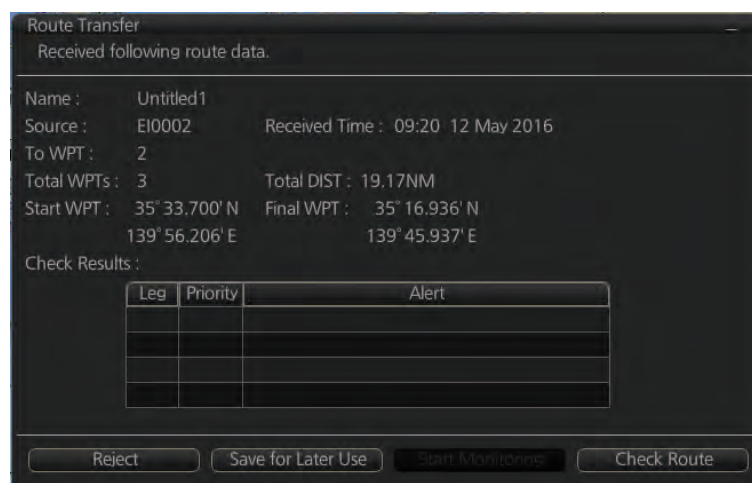 Route Transfer
Received following route data.
Name : Untitled1
Source : EI0002 Received Time : 09:20 12 May 2016
To WPT : 2
Total WPTs : 3 Total DIST : 19.17NM
Start WPT : 35°33.700' N Final WPT : 35°16.936' N
139°56.206' E 139°45.937' E
Check Results :
Leg Priority Alert
Reject Save for Later Use Start Monitoring Check Route